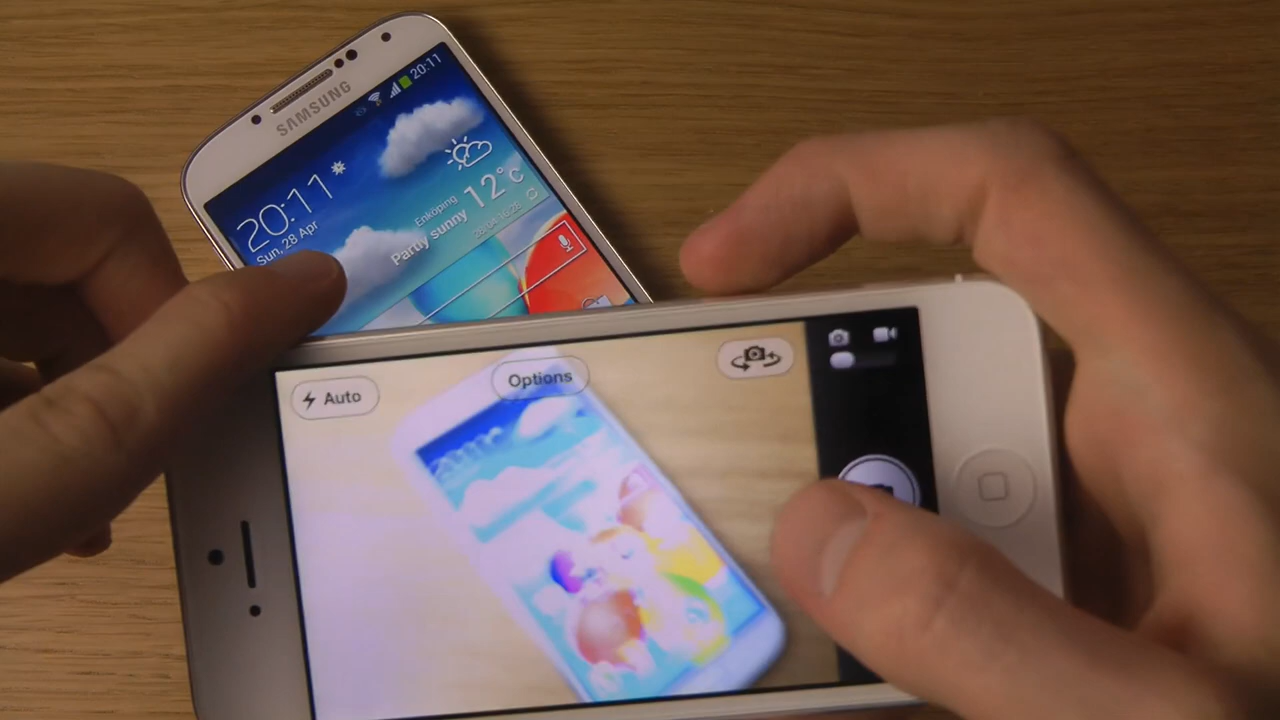 SAMSUNG
20:11
20:11
Sun, 28 Apr
Enköping
12°C
Partly sunny
Auto
Options